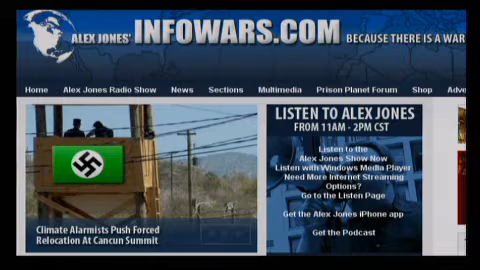 ALEX JONES' INFOWARS.COM BECAUSE THERE IS A WAR
Home Alex Jones Radio Show News Sections Multimedia Prison Planet Forum Shop Adve
LISTEN TO ALEX JONES
FROM 11AM - 2PM CST
Listen to the
Alex Jones Show Now
Listen with Windows Media Player
Need More Internet Streaming
Options?
Go to the Listen Page
Get the Alex Jones iPhone app
Get the Podcast
Climate Alarmists Push Forced
Relocation At Cancun Summit